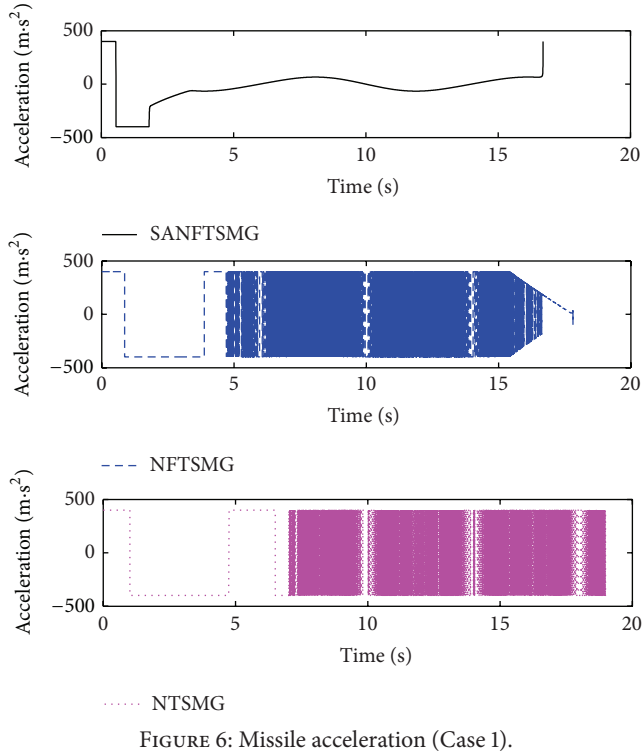 500
0
−500
Acceleration (m·s²)
0 5 10 15 20
Time (s)
SANFTSMG
500
0
−500
Acceleration (m·s²)
0 5 10 15 20
Time (s)
NFTSMG
500
0
−500
Acceleration (m·s²)
0 5 10 15 20
Time (s)
NTSMG
FIGURE 6: Missile acceleration (Case 1).